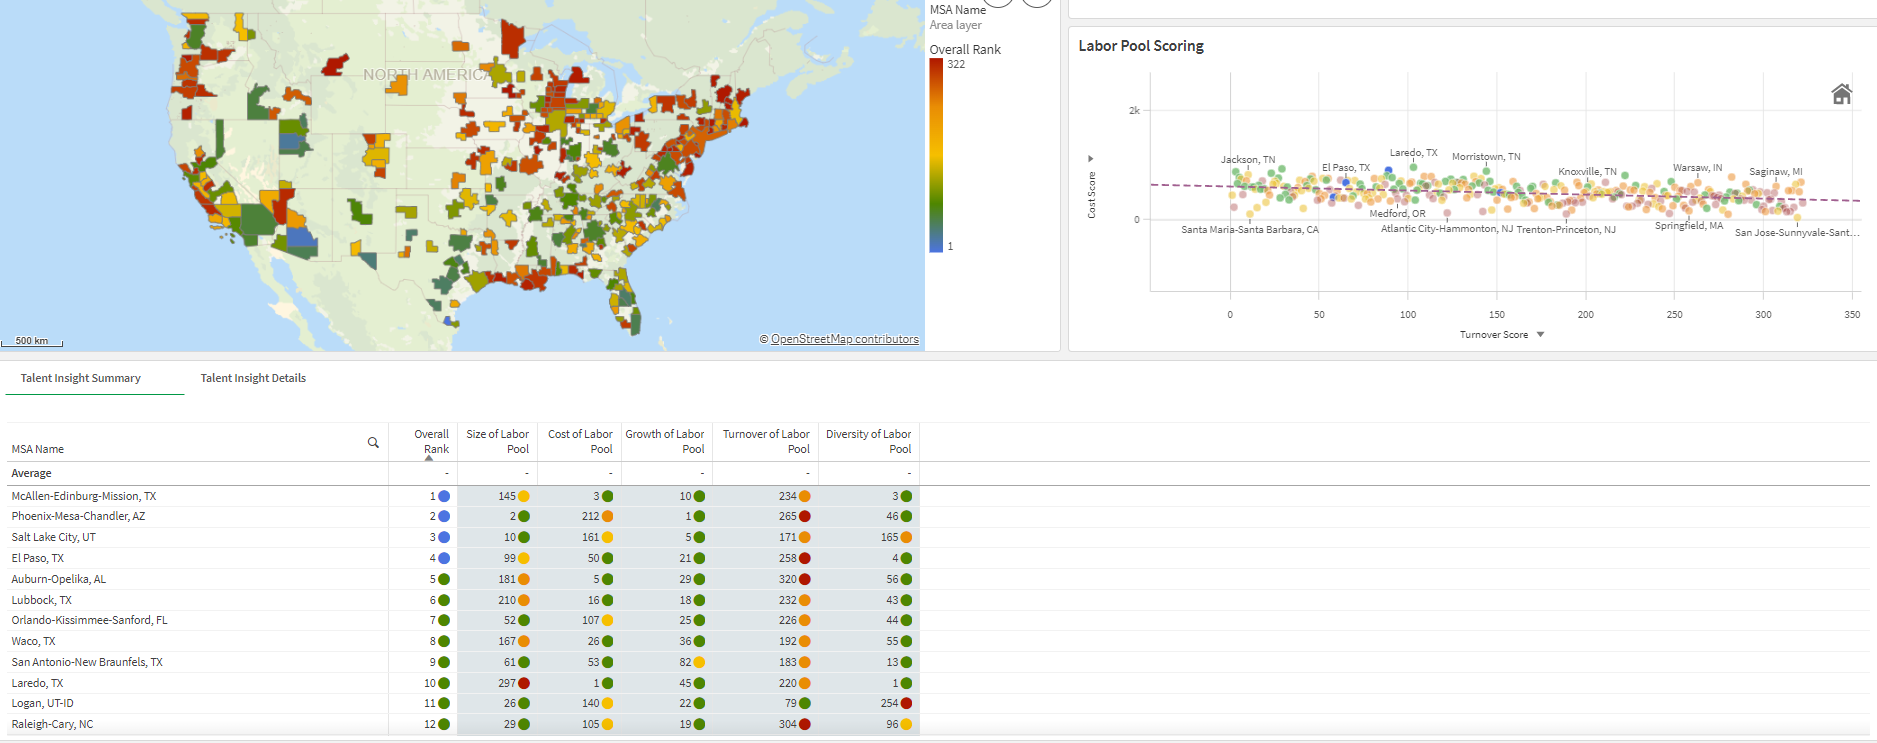 MSA Name
Area layer
Overall Rank
322
1
NORTH AMERICA
500 km
© OpenStreetMap contributors
Labor Pool Scoring
2k
0
Cost Score
Jackson, TN
El Paso, TX
Laredo, TX
Morristown, TN
Knoxville, TN
Warsaw, IN
Saginaw, MI
Santa Maria-Santa Barbara, CA
Medford, OR
Atlantic City-Hammonton, NJ
Trenton-Princeton, NJ
Springfield, MA
San Jose-Sunnyvale-Sant...
0 50 100 150 200 250 300 350
Turnover Score
Talent Insight Summary
Talent Insight Details
MSA Name
Overall Rank
Size of Labor Pool
Cost of Labor Pool
Growth of Labor Pool
Turnover of Labor Pool
Diversity of Labor Pool
Average - - - - - -
McAllen-Edinburg-Mission, TX 1 145 3 10 234 3
Phoenix-Mesa-Chandler, AZ 2 2 212 1 265 46
Salt Lake City, UT 3 10 161 5 171 165
El Paso, TX 4 99 50 21 258 4
Auburn-Opelika, AL 5 181 5 29 320 56
Lubbock, TX 6 210 16 18 232 43
Orlando-Kissimmee-Sanford, FL 7 52 107 25 226 44
Waco, TX 8 167 26 36 192 55
San Antonio-New Braunfels, TX 9 61 53 82 183 13
Laredo, TX 10 297 1 45 220 1
Logan, UT-ID 11 26 140 22 79 254
Raleigh-Cary, NC 12 29 105 19 304 96